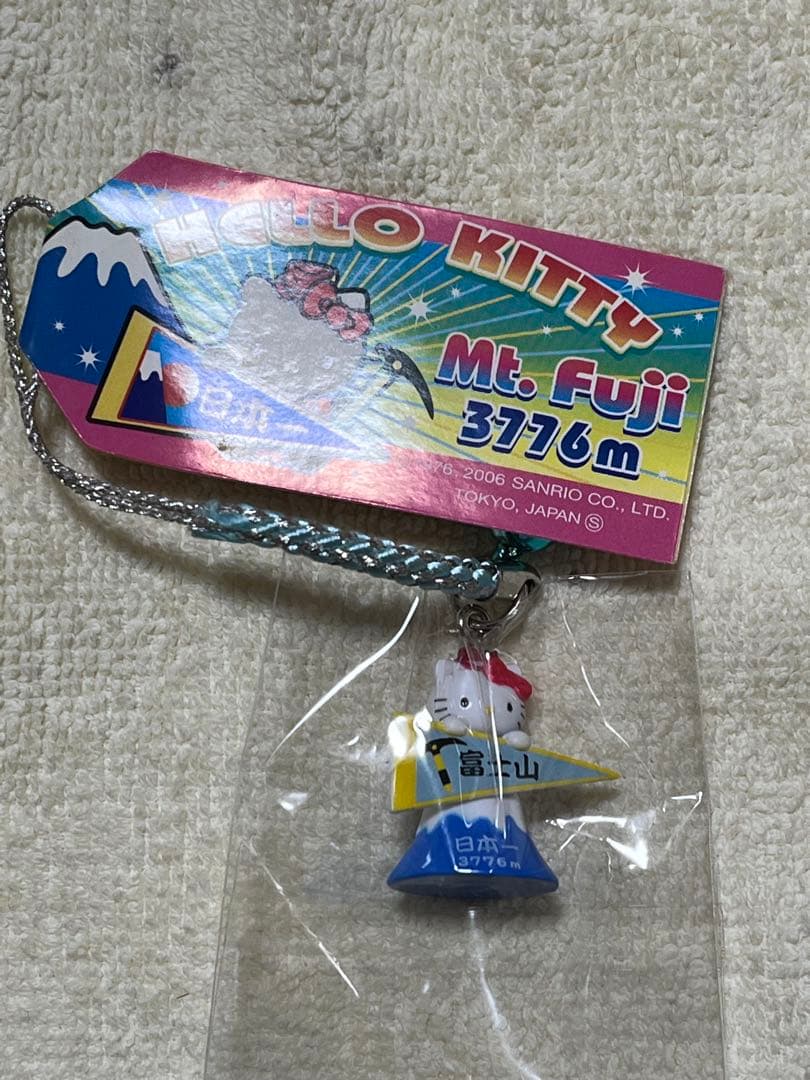 HELLO KITTY
Mt. Fuji
3776m
日本一
1976, 2006 SANRIO CO., LTD.
TOKYO, JAPAN Ⓢ
富士山
日本一
3776m